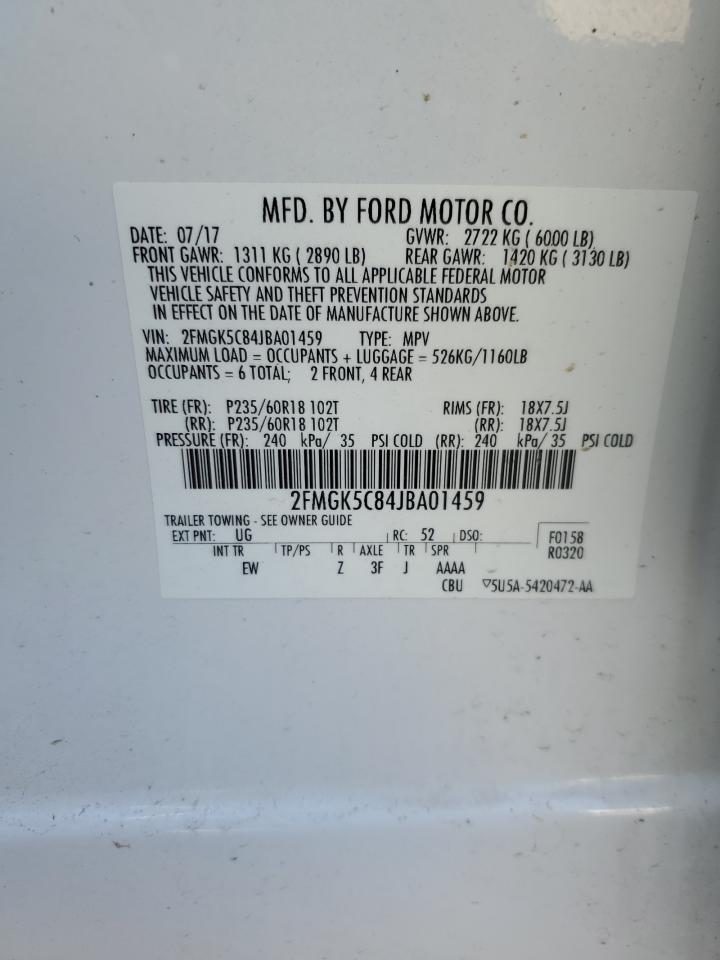 MFD. BY FORD MOTOR CO.
DATE: 07/17 GVWR: 2722 KG ( 6000 LB)
FRONT GAWR: 1311 KG ( 2890 LB) REAR GAWR: 1420 KG ( 3130 LB)
THIS VEHICLE CONFORMS TO ALL APPLICABLE FEDERAL MOTOR
VEHICLE SAFETY AND THEFT PREVENTION STANDARDS
IN EFFECT ON THE DATE OF MANUFACTURE SHOWN ABOVE.
VIN: 2FMGK5C84JBA01459 TYPE: MPV
MAXIMUM LOAD = OCCUPANTS + LUGGAGE = 526KG/1160LB
OCCUPANTS = 6 TOTAL; 2 FRONT, 4 REAR
TIRE (FR): P235/60R18 102T RIMS (FR): 18X7.5J
(RR): P235/60R18 102T (RR): 18X7.5J
PRESSURE (FR): 240 kPa/ 35 PSI COLD (RR): 240 kPa/ 35 PSI COLD
2FMGK5C84JBA01459
TRAILER TOWING - SEE OWNER GUIDE
EXT PNT: UG RC: 52 DSO: F0158
INT TR TP/PS R AXLE TR SPR R0320
EW Z 3F J AAAA
CBU ▽5U5A-5420472-AA